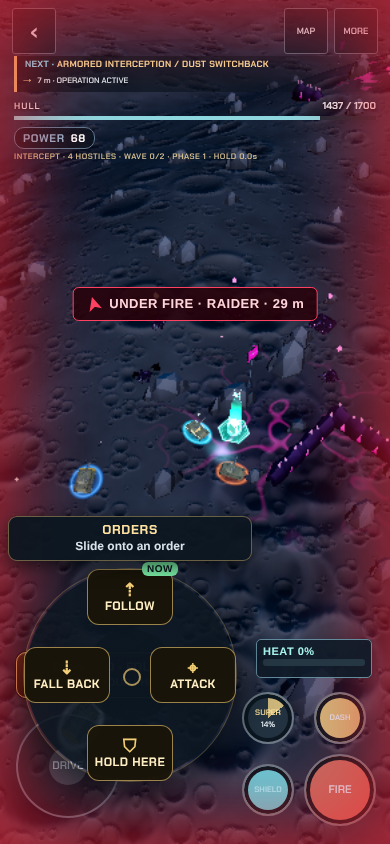 ‹
MAP
MORE
NEXT · ARMORED INTERCEPTION / DUST SWITCHBACK
→ 7 m · OPERATION ACTIVE
HULL
1437 / 1700
POWER 68
INTERCEPT · 4 HOSTILES · WAVE 0/2 · PHASE 1 · HOLD 0.0s
UNDER FIRE · RAIDER · 29 m
ORDERS
Slide onto an order
NOW
FOLLOW
FALL BACK
ATTACK
HOLD HERE
DRIVE
HEAT 0%
SUPER
14%
DASH
SHIELD
FIRE